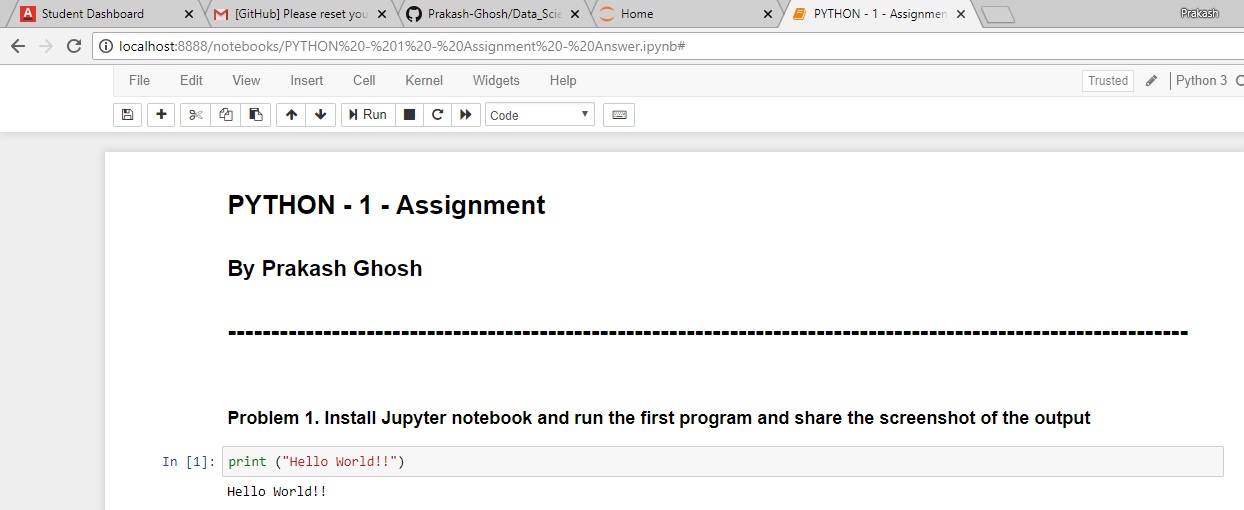 Student Dashboard [GitHub] Please reset you Prakash-Ghosh/Data_Scie Home PYTHON - 1 - Assignmen Prakash
localhost:8888/notebooks/PYTHON%20-%201%20-%20Assignment%20-%20Answer.ipynb#
File Edit View Insert Cell Kernel Widgets Help Trusted Python 3
Run Code
PYTHON - 1 - Assignment
By Prakash Ghosh
--------------------------------------------------------------------------------------------------------------
Problem 1. Install Jupyter notebook and run the first program and share the screenshot of the output
In [1]: print ("Hello World!!")
Hello World!!